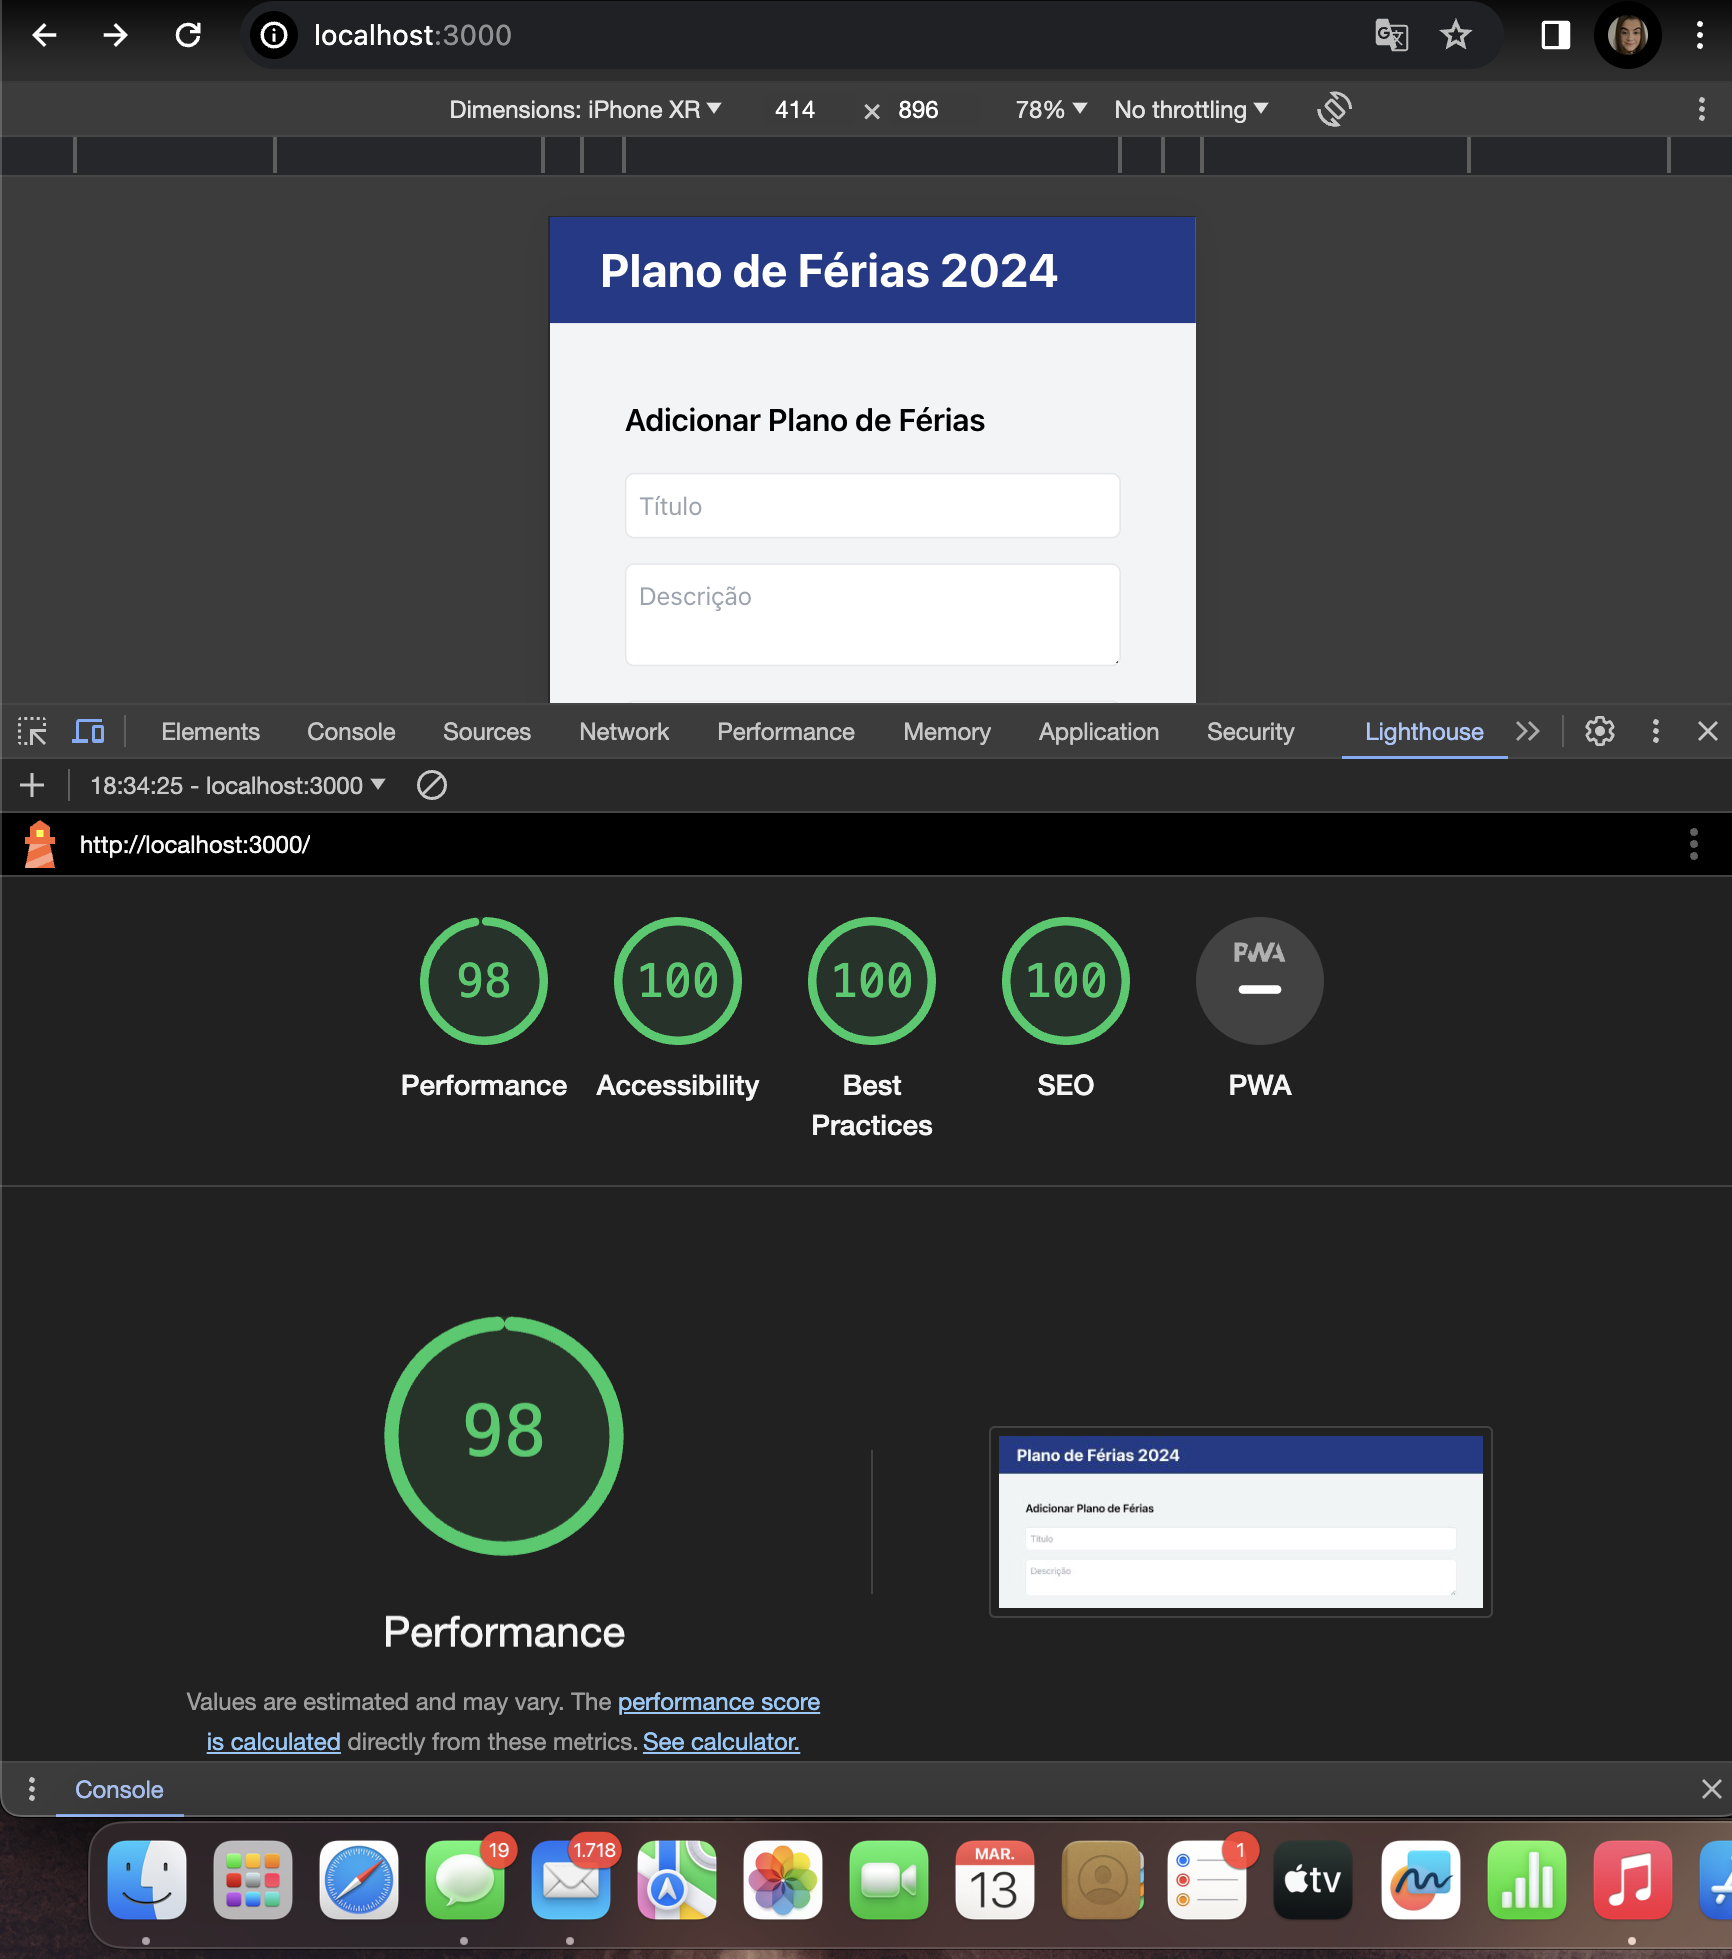 localhost:3000
Dimensions: iPhone XR 414 × 896 78% No throttling
Plano de Férias 2024
Adicionar Plano de Férias
Título
Descrição
Elements Console Sources Network Performance Memory Application Security Lighthouse
18:34:25 - localhost:3000
http://localhost:3000/
98 100 100 100 PWA
Performance Accessibility Best Practices SEO PWA
98
Performance
Values are estimated and may vary. The performance score
is calculated directly from these metrics. See calculator.
Plano de Férias 2024
Adicionar Plano de Férias
Título
Descrição
Console
19 1.718 MAR. 13 1 tv